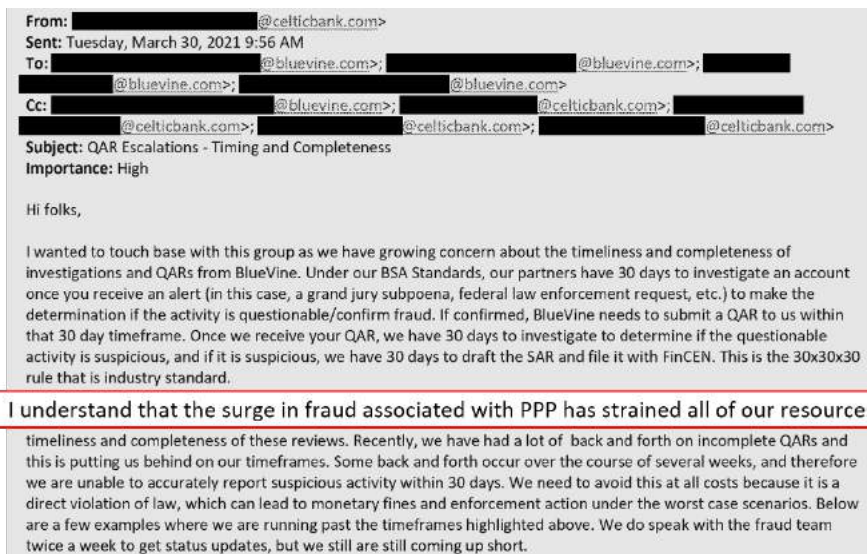 From: @celticbank.com>
Sent: Tuesday, March 30, 2021 9:56 AM
To: @bluevine.com>; @bluevine.com>;
@bluevine.com>; @bluevine.com>
Cc: @bluevine.com>; @celticbank.com>;
@celticbank.com>; @celticbank.com>; @celticbank.com>
Subject: QAR Escalations - Timing and Completeness
Importance: High
Hi folks,
I wanted to touch base with this group as we have growing concern about the timeliness and completeness of
investigations and QARs from BlueVine. Under our BSA Standards, our partners have 30 days to investigate an account
once you receive an alert (in this case, a grand jury subpoena, federal law enforcement request, etc.) to make the
determination if the activity is questionable/confirm fraud. If confirmed, BlueVine needs to submit a QAR to us within
that 30 day timeframe. Once we receive your QAR, we have 30 days to investigate to determine if the questionable
activity is suspicious, and if it is suspicious, we have 30 days to draft the SAR and file it with FinCEN. This is the 30x30x30
rule that is industry standard.
I understand that the surge in fraud associated with PPP has strained all of our resource
timeliness and completeness of these reviews. Recently, we have had a lot of back and forth on incomplete QARs and
this is putting us behind on our timeframes. Some back and forth occur over the course of several weeks, and therefore
we are unable to accurately report suspicious activity within 30 days. We need to avoid this at all costs because it is a
direct violation of law, which can lead to monetary fines and enforcement action under the worst case scenarios. Below
are a few examples where we are running past the timeframes highlighted above. We do speak with the fraud team
twice a week to get status updates, but we still are still coming up short.